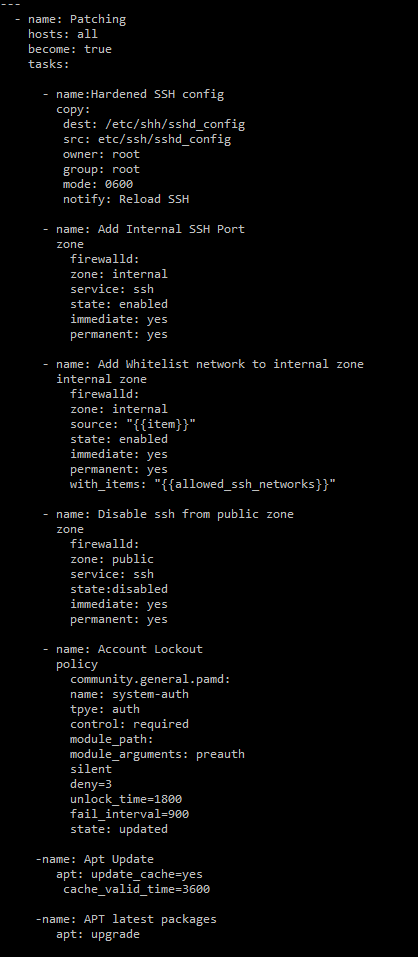 ---
  - name: Patching
    hosts: all
    become: true
    tasks:

      - name:Hardened SSH config
        copy:
         dest: /etc/shh/sshd_config
         src: etc/ssh/sshd_config
         owner: root
         group: root
         mode: 0600
         notify: Reload SSH

      - name: Add Internal SSH Port
        zone
          firewalld:
          zone: internal
          service: ssh
          state: enabled
          immediate: yes
          permanent: yes

      - name: Add Whitelist network to internal zone
        internal zone
          firewalld:
          zone: internal
          source: "{{item}}"
          state: enabled
          immediate: yes
          permanent: yes
          with_items: "{{allowed_ssh_networks}}"

      - name: Disable ssh from public zone
        zone
          firewalld:
          zone: public
          service: ssh
          state:disabled
          immediate: yes
          permanent: yes

      - name: Account Lockout
        policy
          community.general.pamd:
          name: system-auth
          tpye: auth
          control: required
          module_path:
          module_arguments: preauth
          silent
          deny=3
          unlock_time=1800
          fail_interval=900
          state: updated

     -name: Apt Update
        apt: update_cache=yes
         cache_valid_time=3600

     -name: APT latest packages
        apt: upgrade